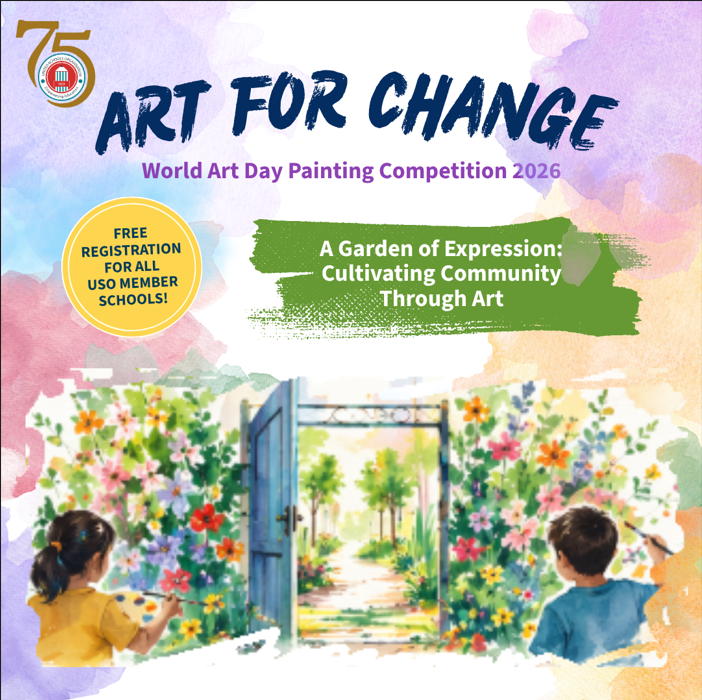 75
ART FOR CHANGE
World Art Day Painting Competition 2026
FREE
REGISTRATION
FOR ALL
USO MEMBER
SCHOOLS!
A Garden of Expression:
Cultivating Community
Through Art